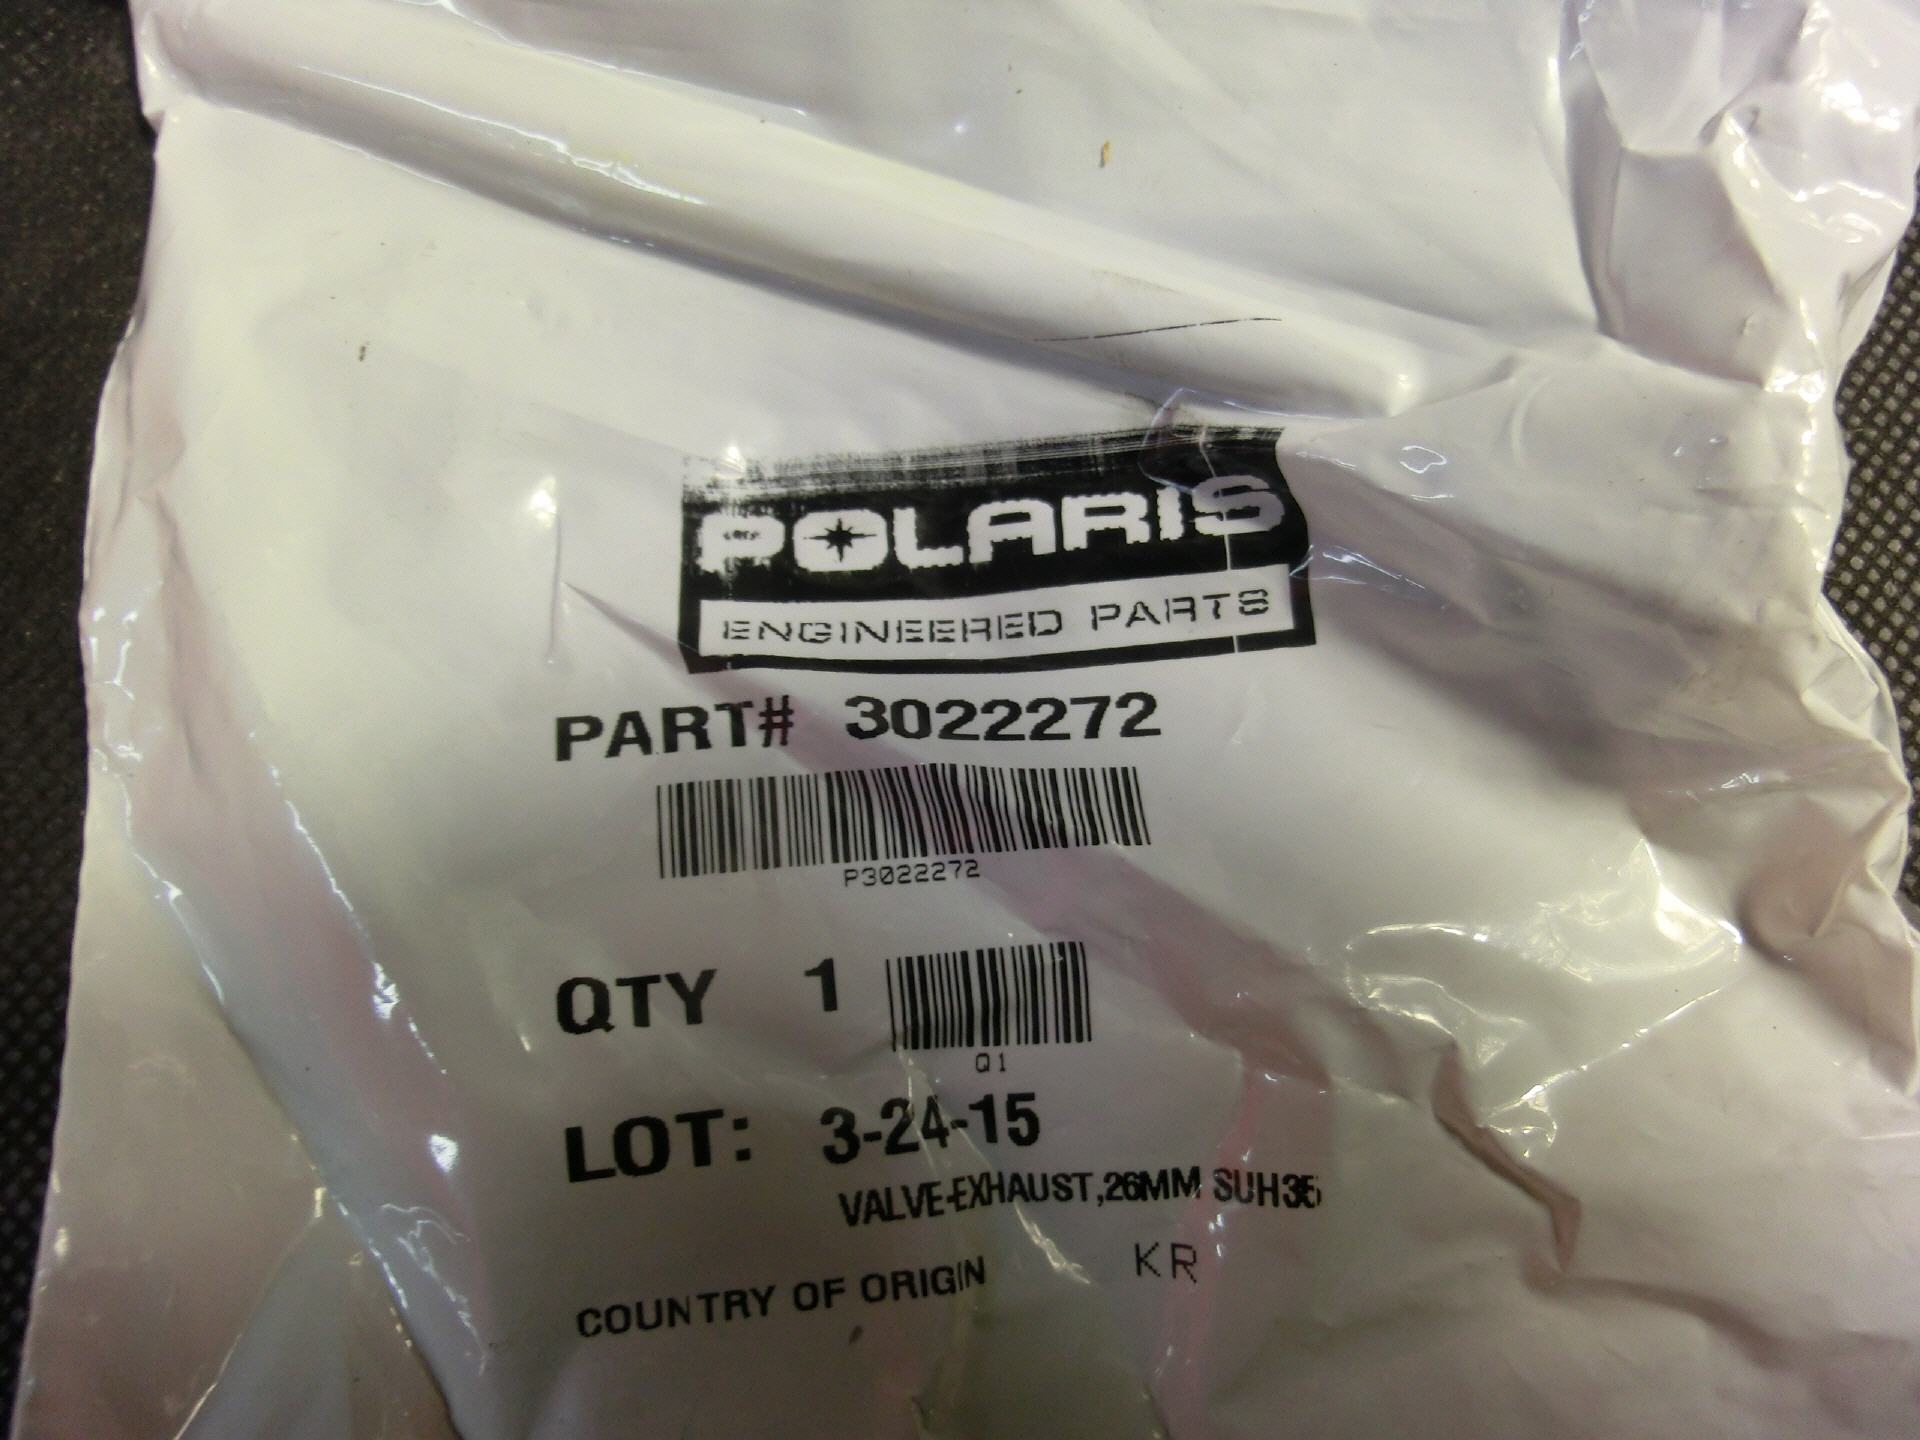 POLARIS
ENGINEERED PARTS
PART# 3022272
P3022272
QTY 1
Q1
LOT: 3-24-15
VALVE-EXHAUST,26MM SUH35
COUNTRY OF ORIGIN KR